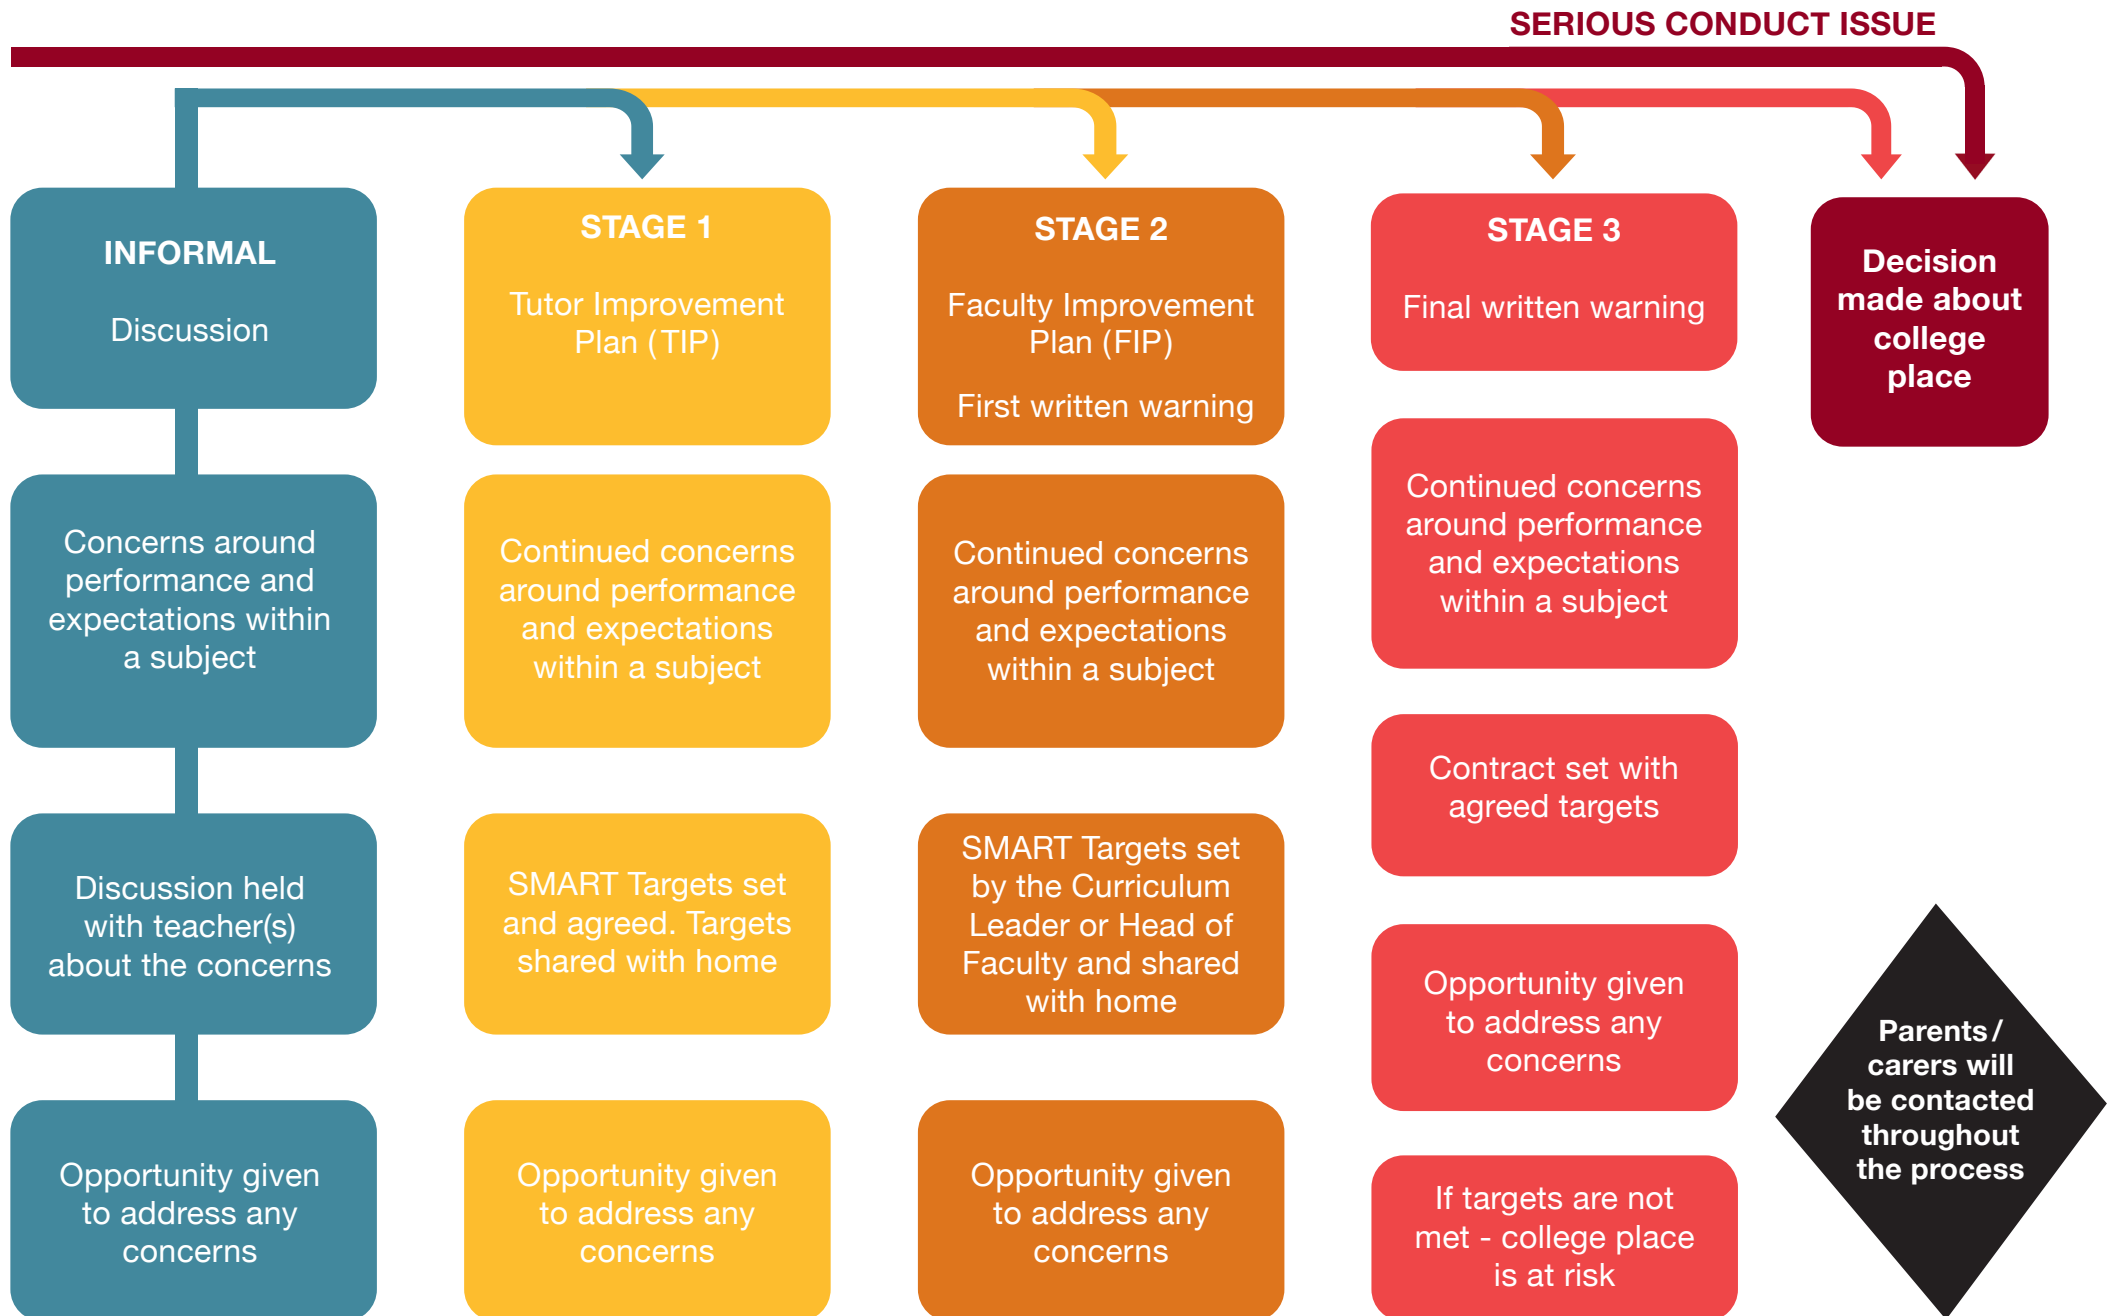 SERIOUS CONDUCT ISSUE
INFORMAL
Discussion
Concerns around
performance and
expectations within
a subject
Discussion held
with teacher(s)
about the concerns
Opportunity given
to address any
concerns
STAGE 1
Tutor Improvement
Plan (TIP)
Continued concerns
around performance
and expectations
within a subject
SMART Targets set
and agreed. Targets
shared with home
Opportunity given
to address any
concerns
STAGE 2
Faculty Improvement
Plan (FIP)
First written warning
Continued concerns
around performance
and expectations
within a subject
SMART Targets set
by the Curriculum
Leader or Head of
Faculty and shared
with home
Opportunity given
to address any
concerns
STAGE 3
Final written warning
Continued concerns
around performance
and expectations
within a subject
Contract set with
agreed targets
Opportunity given
to address any
concerns
If targets are not
met - college place
is at risk
Decision
made about
college
place
Parents/
carers will
be contacted
throughout
the process